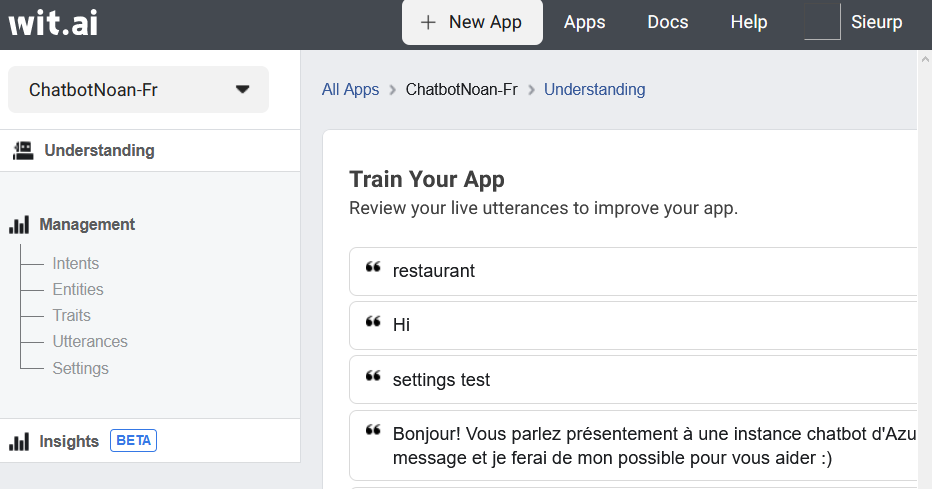 wit.ai
New App Apps Docs Help Sieurp
ChatbotNoan-Fr
All Apps > ChatbotNoan-Fr > Understanding
Understanding
Train Your App
Review your live utterances to improve your app.
Management
Intents
Entities
Traits
Utterances
Settings
Insights BETA
❝ restaurant
❝ Hi
❝ settings test
❝ Bonjour! Vous parlez présentement à une instance chatbot d'Azu
message et je ferai de mon possible pour vous aider :)